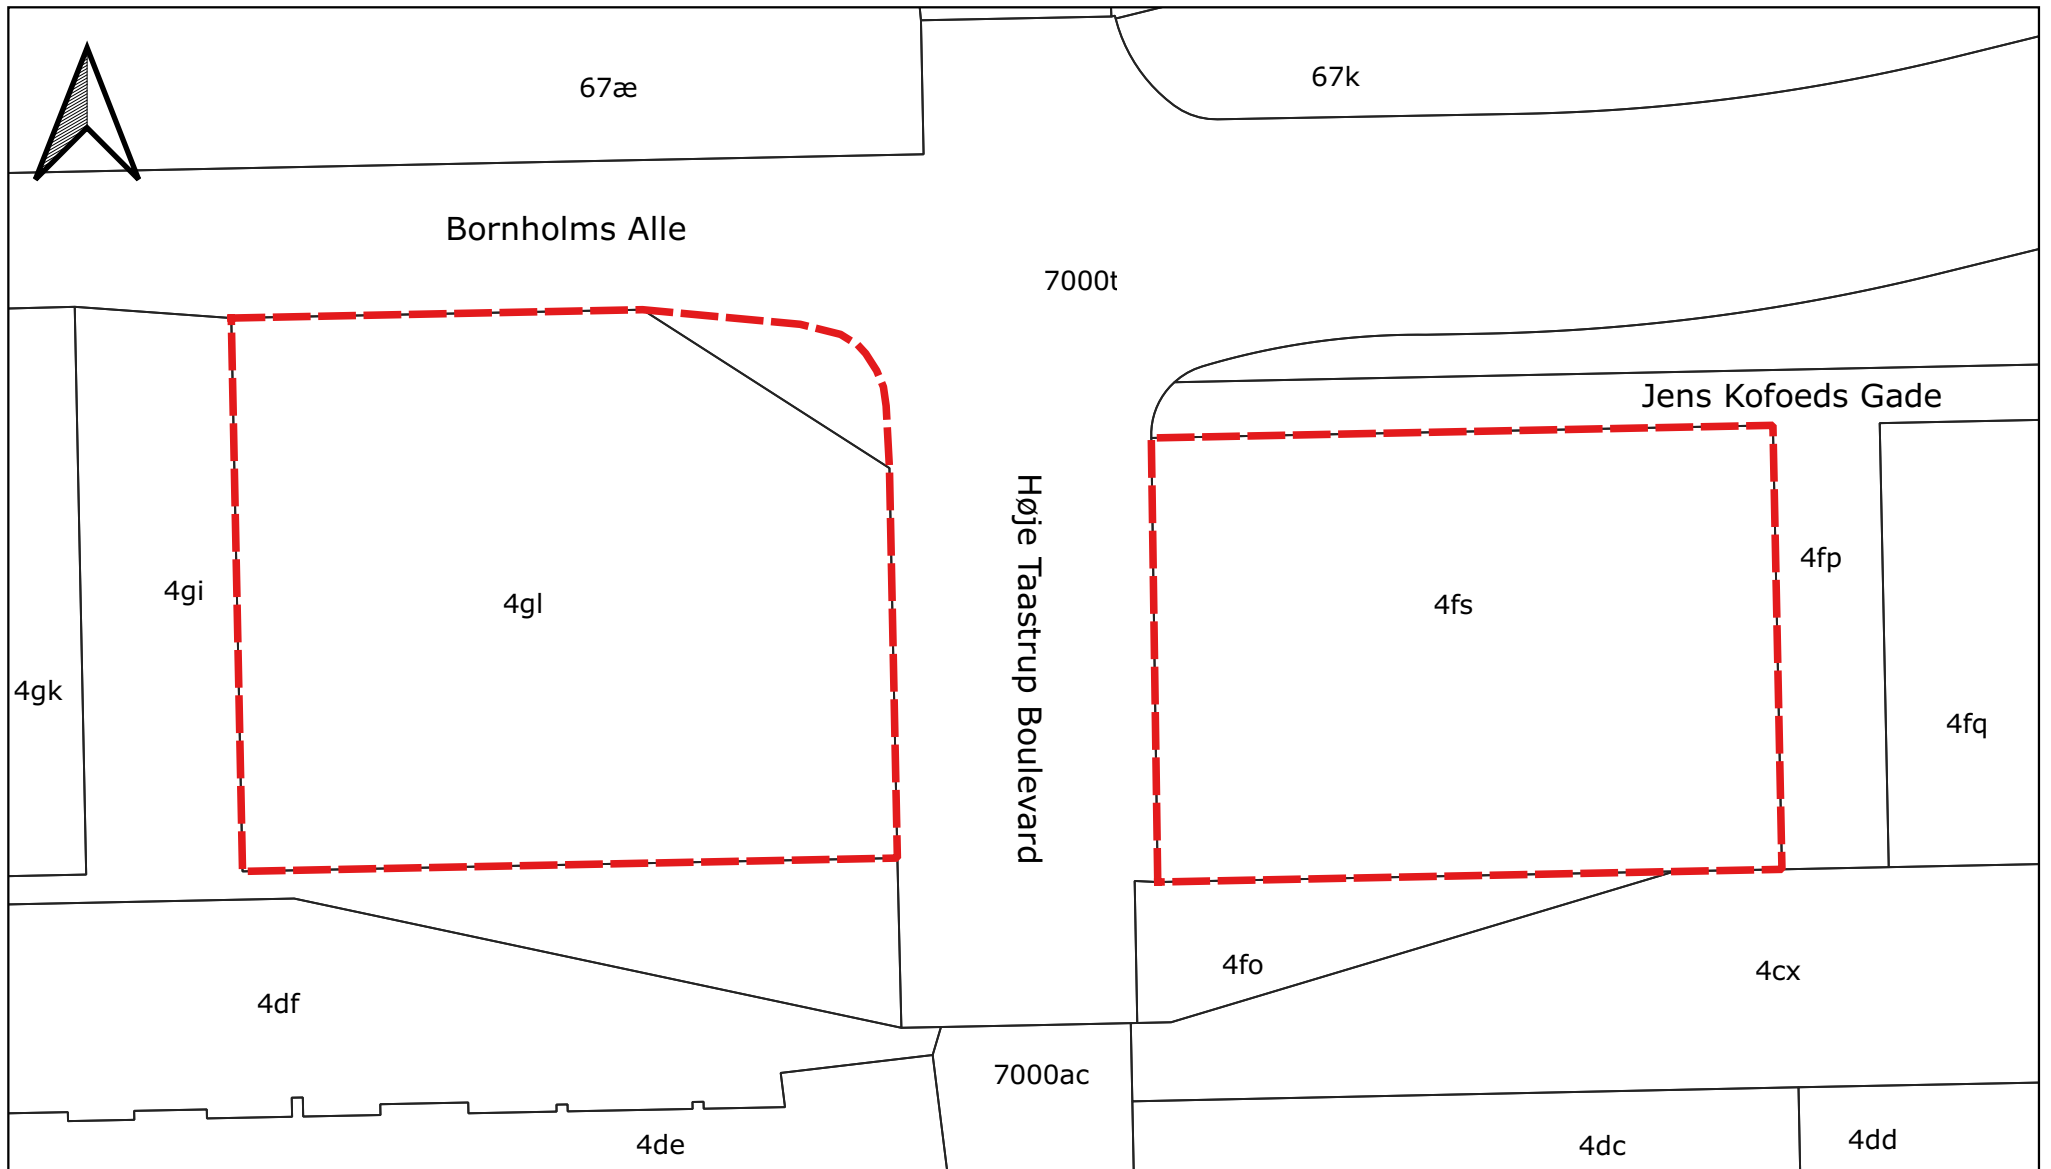 67æ
67k
Bornholms Alle
7000t
Jens Kofoeds Gade
Høje Taastrup Boulevard
4fp
4gi
4gl
4fs
4gk
4fq
4fo
4cx
4df
7000ac
4de
4dc
4dd